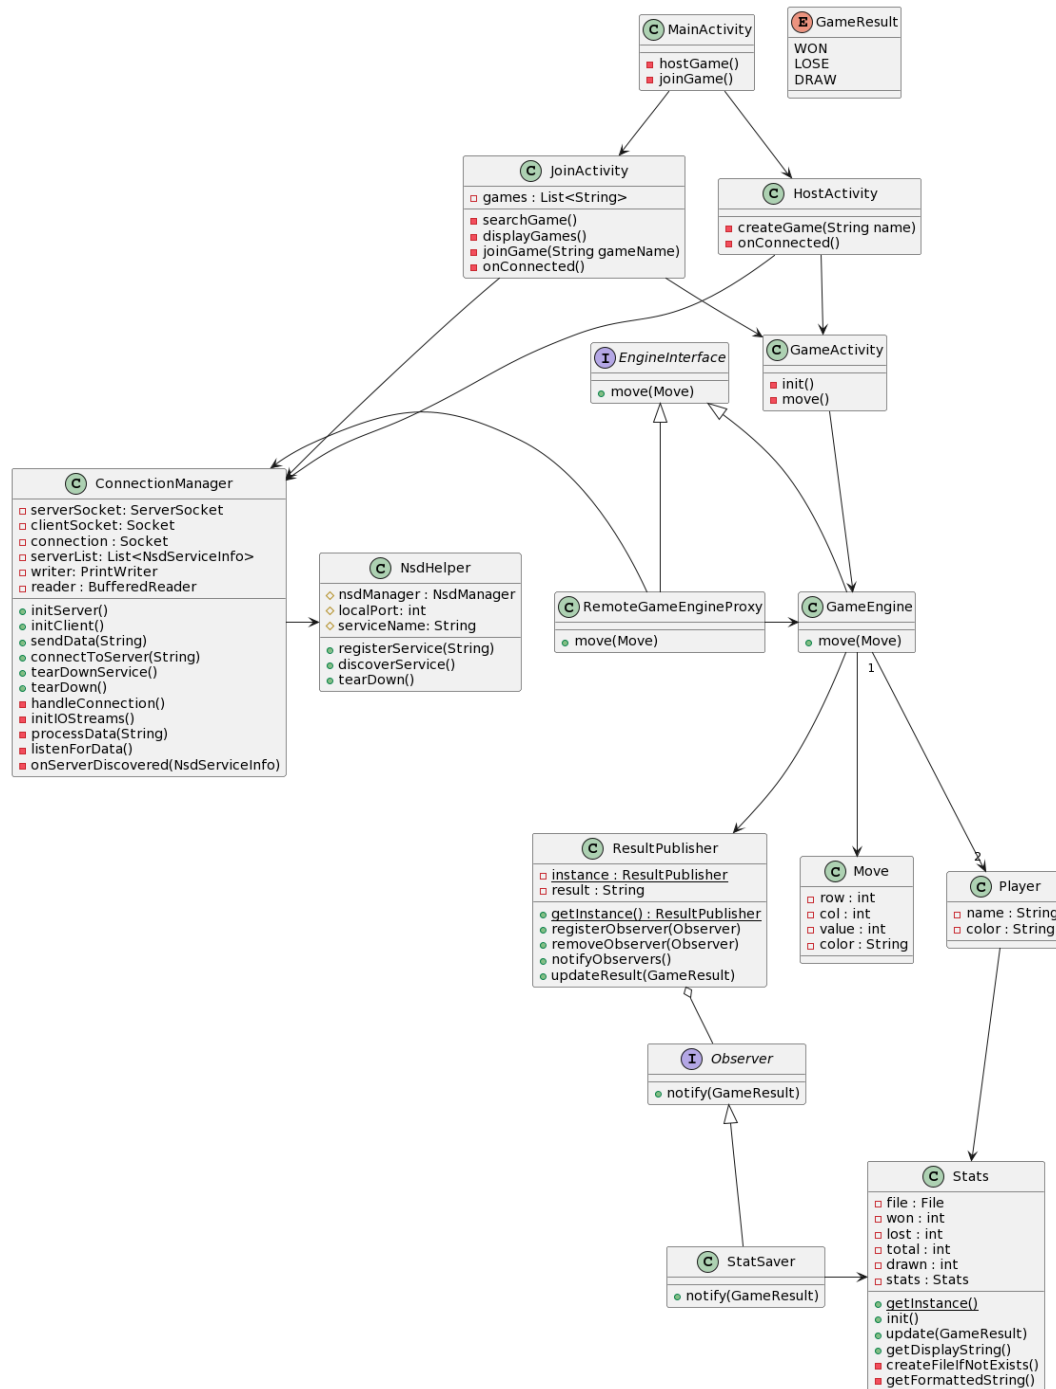 C MainActivity
hostGame()
joinGame()
E GameResult
WON
LOSE
DRAW
C JoinActivity
games : List<String>
searchGame()
displayGames()
joinGame(String gameName)
onConnected()
C HostActivity
createGame(String name)
onConnected()
I EngineInterface
move(Move)
C GameActivity
init()
move()
C ConnectionManager
serverSocket: ServerSocket
clientSocket: Socket
connection : Socket
serverList: List<NsdServiceInfo>
writer: PrintWriter
reader : BufferedReader
initServer()
initClient()
sendData(String)
connectToServer(String)
tearDownService()
tearDown()
handleConnection()
initIOStreams()
processData(String)
listenForData()
onServerDiscovered(NsdServiceInfo)
C NsdHelper
nsdManager : NsdManager
localPort: int
serviceName: String
registerService(String)
discoverService()
tearDown()
C RemoteGameEngineProxy
move(Move)
C GameEngine
move(Move)
1
2
C ResultPublisher
instance : ResultPublisher
result : String
getInstance() : ResultPublisher
registerObserver(Observer)
removeObserver(Observer)
notifyObservers()
updateResult(GameResult)
C Move
row : int
col : int
value : int
color : String
C Player
name : String
color : String
I Observer
notify(GameResult)
C StatSaver
notify(GameResult)
C Stats
file : File
won : int
lost : int
total : int
drawn : int
stats : Stats
getInstance()
init()
update(GameResult)
getDisplayString()
createFileIfNotExists()
getFormattedString()